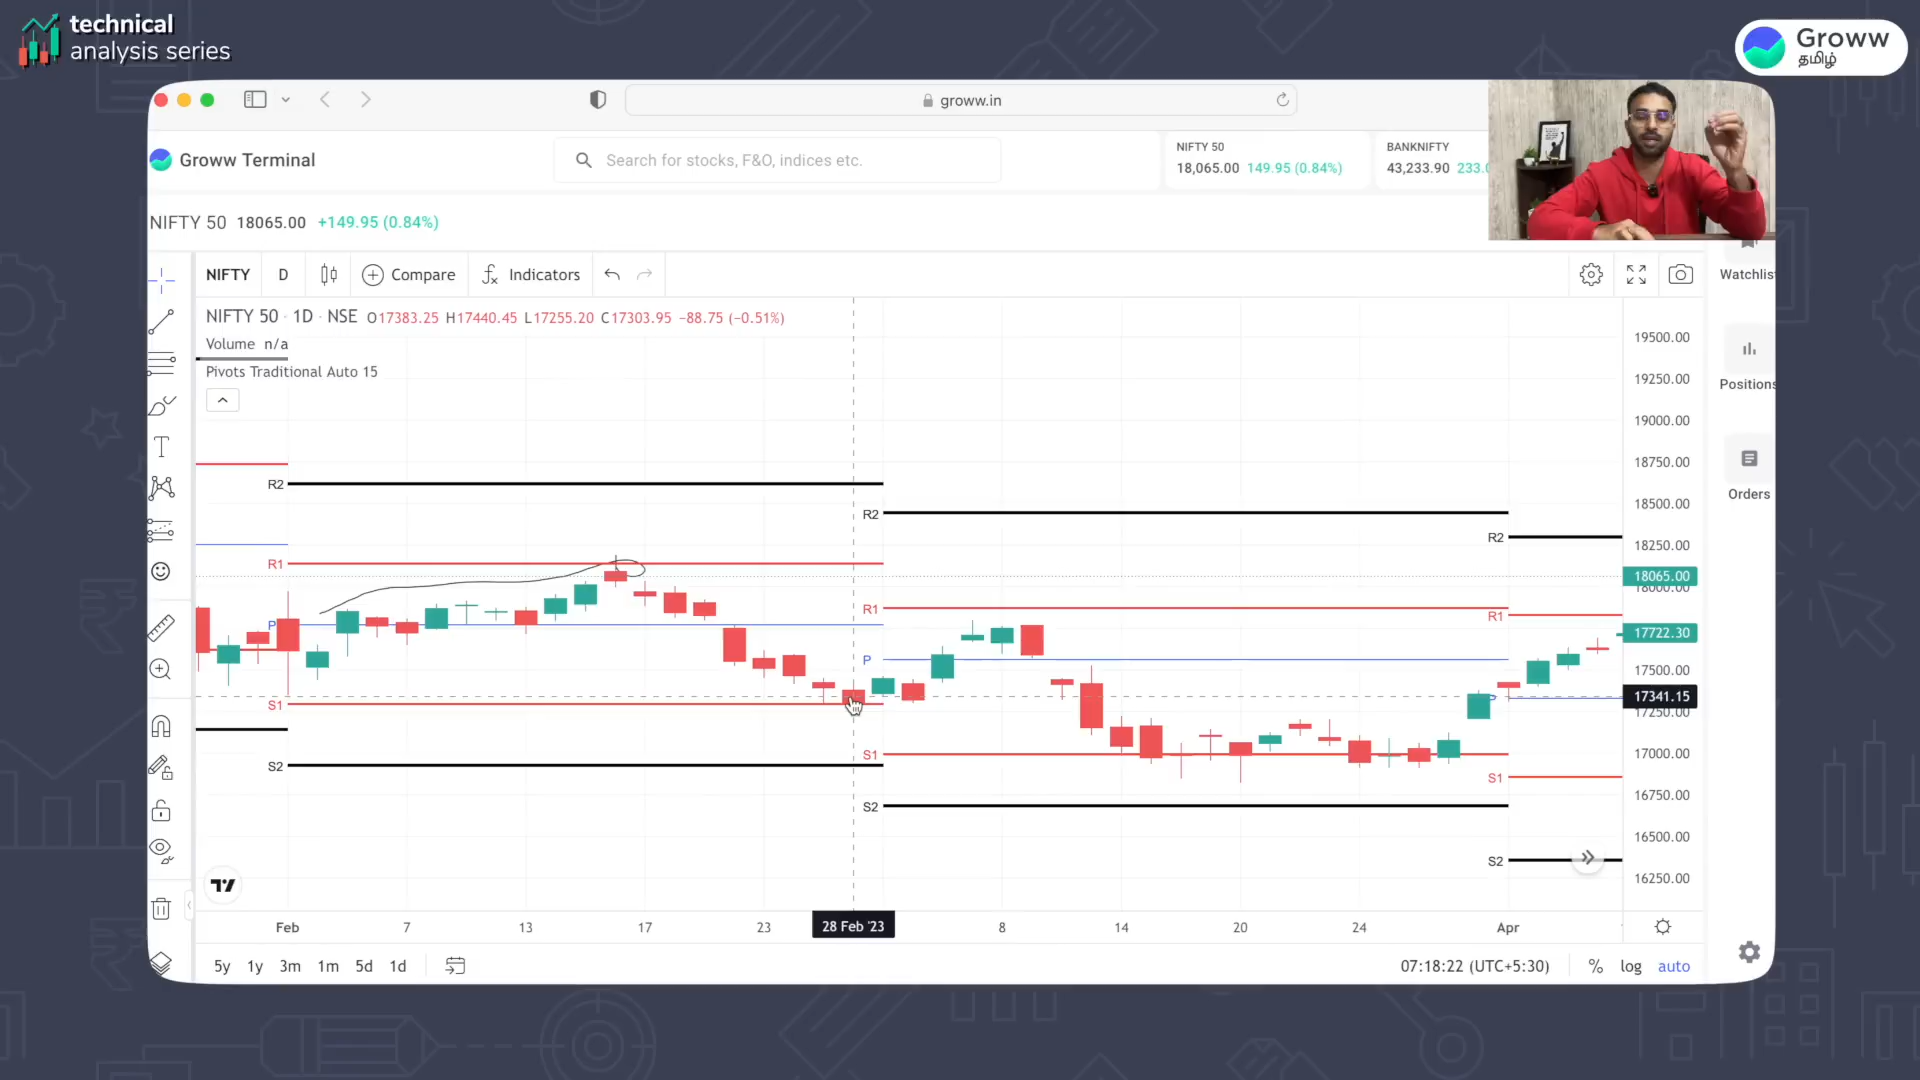 technical
analysis series
Groww
தமிழ்
groww.in
Groww Terminal
Search for stocks, F&O, indices etc.
NIFTY 50
18,065.00 149.95 (0.84%)
BANKNIFTY
43,233.90 233.0
NIFTY 50 18065.00 +149.95 (0.84%)
NIFTY D Compare Indicators
Watchlist
NIFTY 50 · 1D · NSE O17383.25 H17440.45 L17255.20 C17303.95 −88.75 (−0.51%)
Volume n/a
Pivots Traditional Auto 15
Positions
Orders
19500.00
19250.00
19000.00
18750.00
18500.00
18250.00
18065.00
18000.00
17722.30
17500.00
17341.15
17250.00
17000.00
16750.00
16500.00
16250.00
R2
R1
P
S1
S2
R2
R1
P
S1
S2
R2
R1
P
S1
S2
Feb 7 13 17 23 28 Feb '23 8 14 20 24 Apr
5y 1y 3m 1m 5d 1d 07:18:22 (UTC+5:30) % log auto